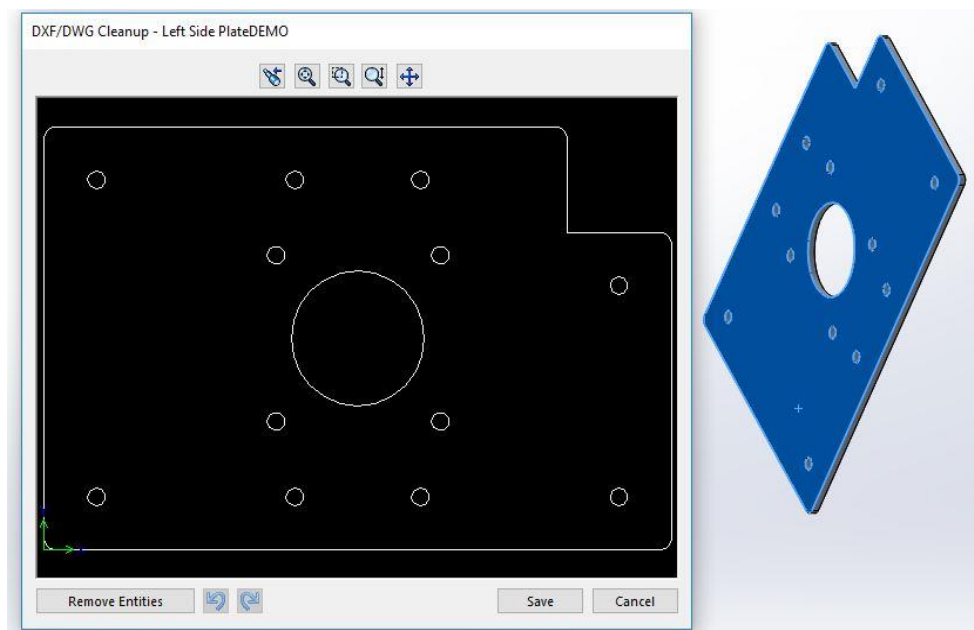 DXF/DWG Cleanup - Left Side PlateDEMO
Remove Entities
Save
Cancel